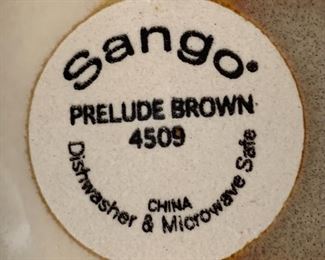 Sango®
PRELUDE BROWN
4509
CHINA
Dishwasher & Microwave Safe